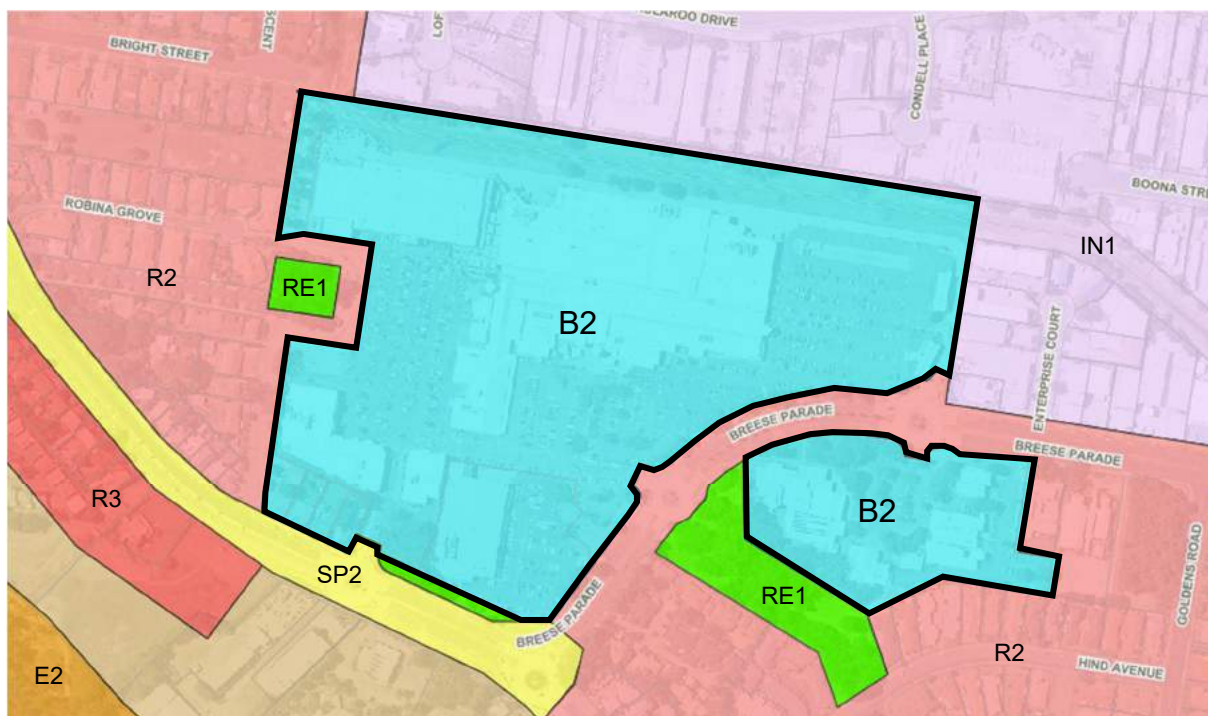 BRIGHT STREET
CONDELL PLACE
BOONA
ROBINA GROVE
R2
RE1
B2
IN1
ENTERPRISE COURT
BREESE PARADE
BREESE PARADE
R3
B2
SP2
RE1
BREESE PARADE
GOLDENS ROAD
E2
R2
HIND AVENUE